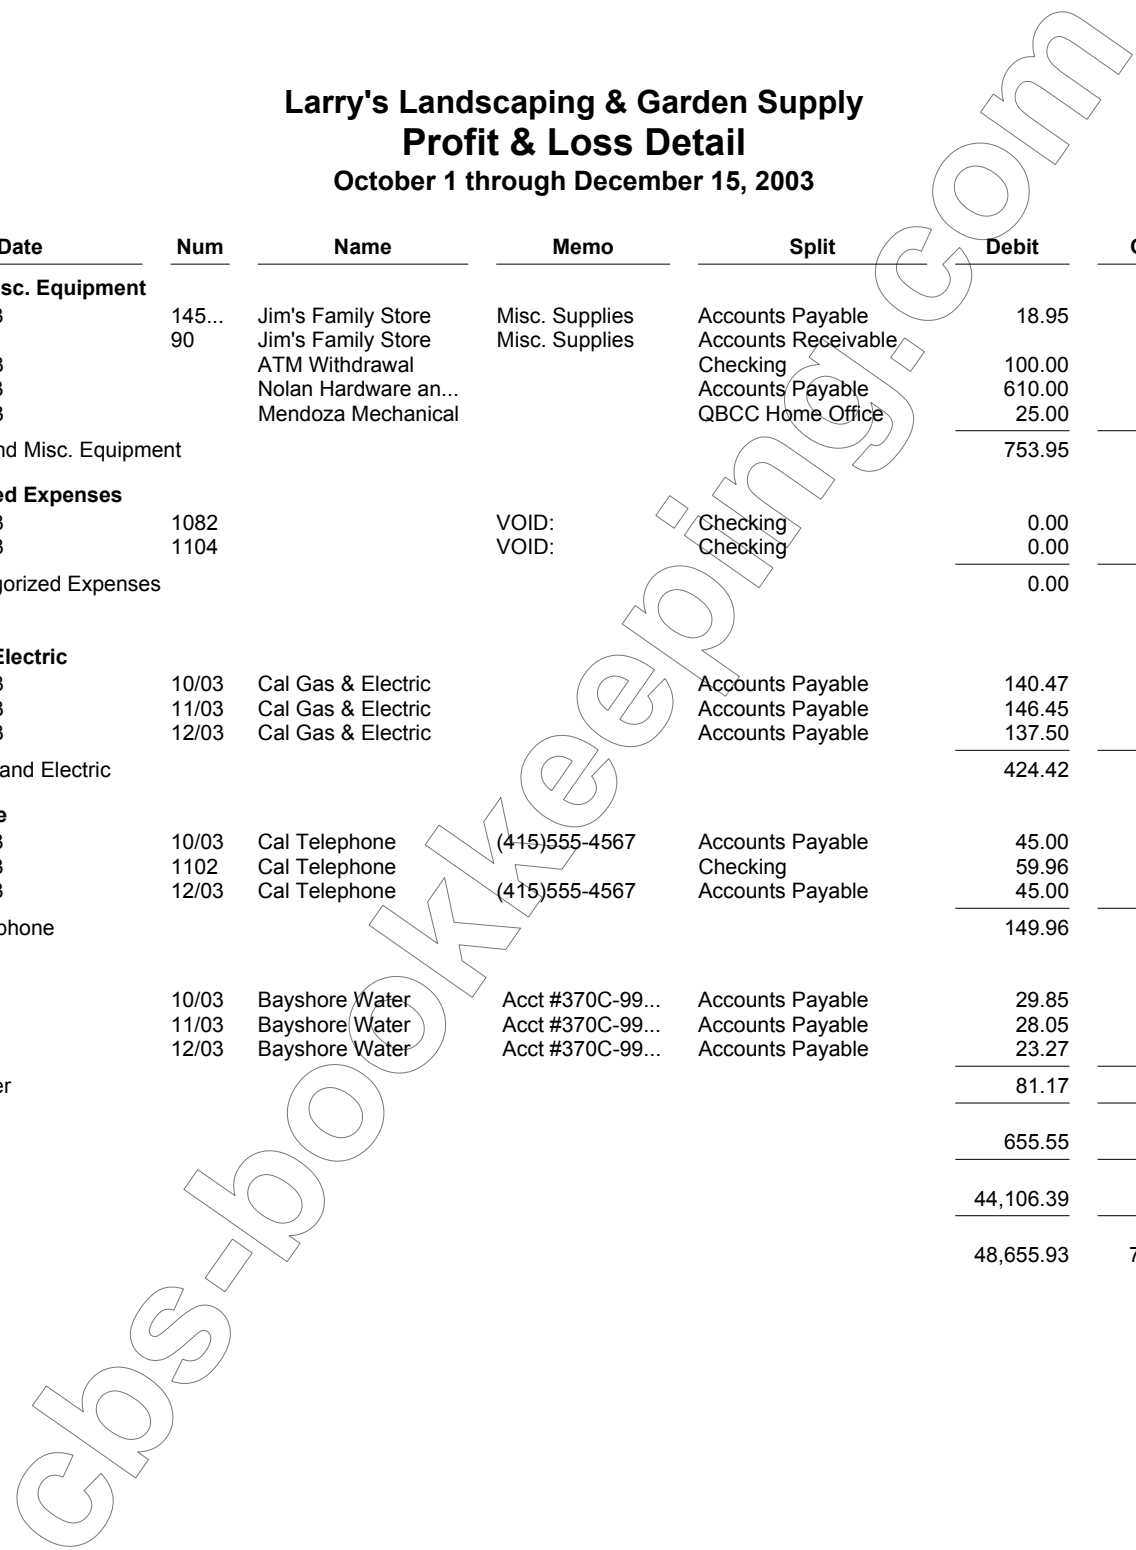 Larry's Landscaping & Garden Supply
Profit & Loss Detail
October 1 through December 15, 2003
Date Num Name Memo Split Debit
sc. Equipment
3 145... Jim's Family Store Misc. Supplies Accounts Payable 18.95
90 Jim's Family Store Misc. Supplies Accounts Receivable
3 ATM Withdrawal Checking 100.00
3 Nolan Hardware an... Accounts Payable 610.00
3 Mendoza Mechanical QBCC Home Office 25.00
nd Misc. Equipment 753.95
ed Expenses
3 1082 VOID: Checking 0.00
3 1104 VOID: Checking 0.00
gorized Expenses 0.00
Electric
3 10/03 Cal Gas & Electric Accounts Payable 140.47
3 11/03 Cal Gas & Electric Accounts Payable 146.45
3 12/03 Cal Gas & Electric Accounts Payable 137.50
and Electric 424.42
e
3 10/03 Cal Telephone (415)555-4567 Accounts Payable 45.00
3 1102 Cal Telephone Checking 59.96
3 12/03 Cal Telephone (415)555-4567 Accounts Payable 45.00
phone 149.96
10/03 Bayshore Water Acct #370C-99... Accounts Payable 29.85
11/03 Bayshore Water Acct #370C-99... Accounts Payable 28.05
12/03 Bayshore Water Acct #370C-99... Accounts Payable 23.27
er 81.17
655.55
44,106.39
48,655.93 7
cbs-bookkeeping.com